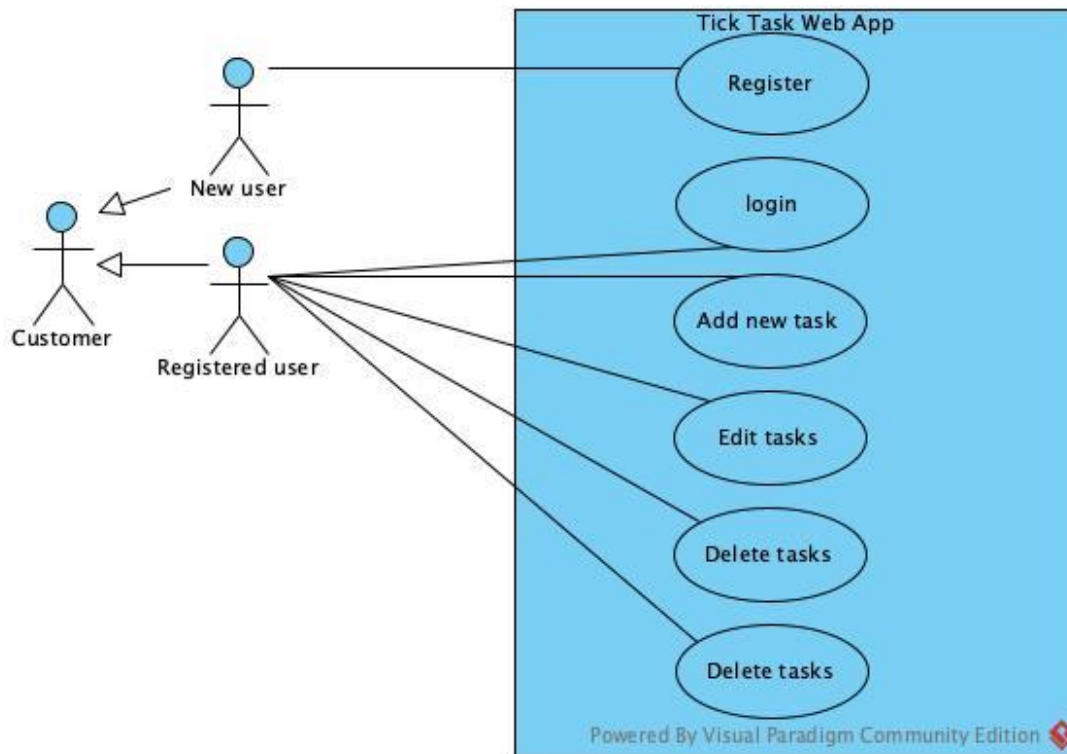 Tick Task Web App
Register
New user
login
Customer
Registered user
Add new task
Edit tasks
Delete tasks
Delete tasks
Powered By Visual Paradigm Community Edition